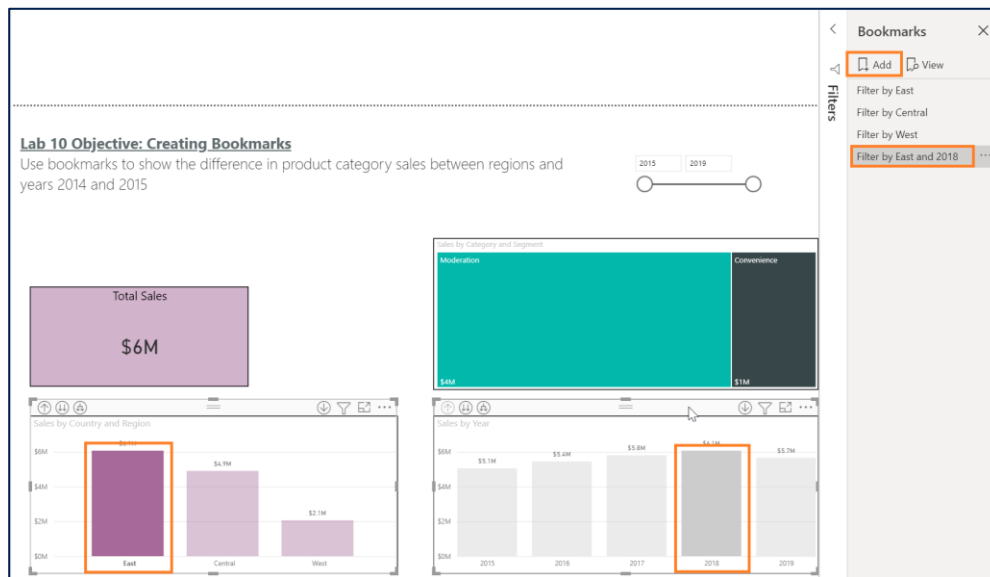 Bookmarks
Add View
Filters
Filter by East
Filter by Central
Filter by West
Filter by East and 2018
Lab 10 Objective: Creating Bookmarks
Use bookmarks to show the difference in product category sales between regions and
years 2014 and 2015
2015 2019
Sales by Category and Segment
Moderation
Convenience
$4M
$1M
Total Sales
$6M
Sales by Country and Region
$6M
$4M
$2M
$0M
$4.9M
$2.1M
East
Central
West
Sales by Year
$6M
$4M
$2M
$0M
$5.1M
$5.4M
$5.8M
$6.1M
$5.7M
2015
2016
2017
2018
2019